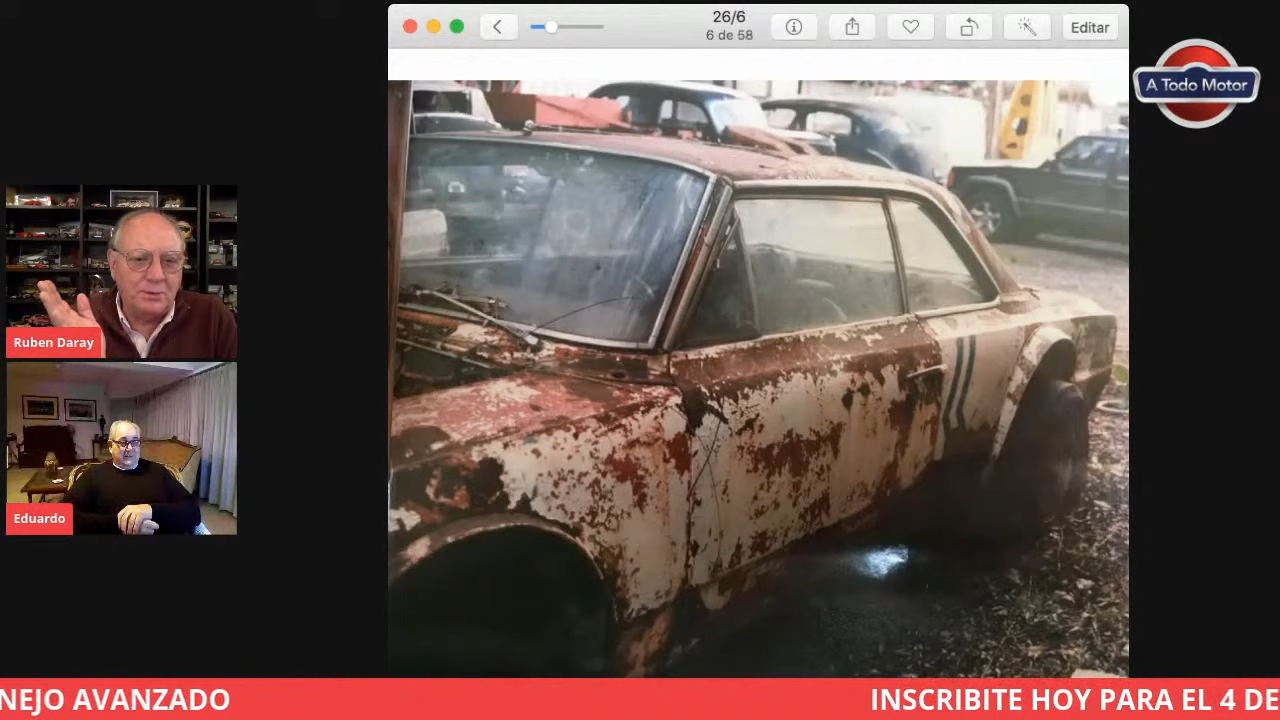 26/6
6 de 58
Editar
A Todo Motor
Ruben Daray
Eduardo
NEJO AVANZADO
INSCRIBITE HOY PARA EL 4 DE